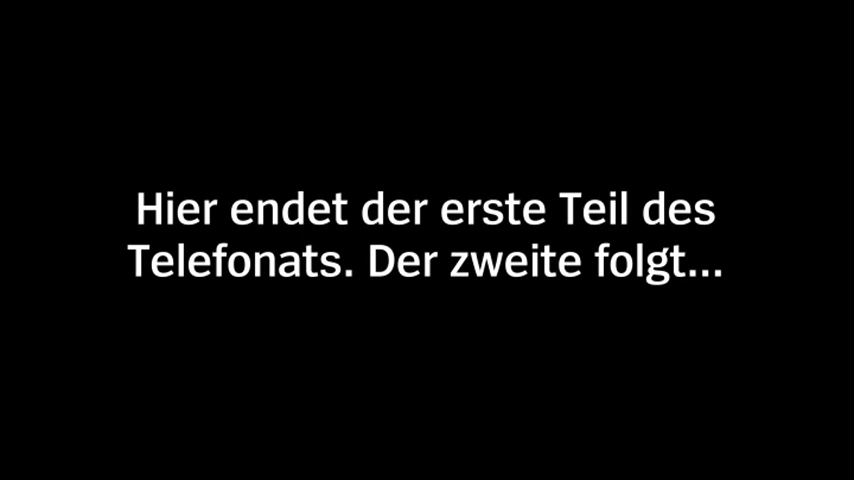 Hier endet der erste Teil des
Telefonats. Der zweite folgt...